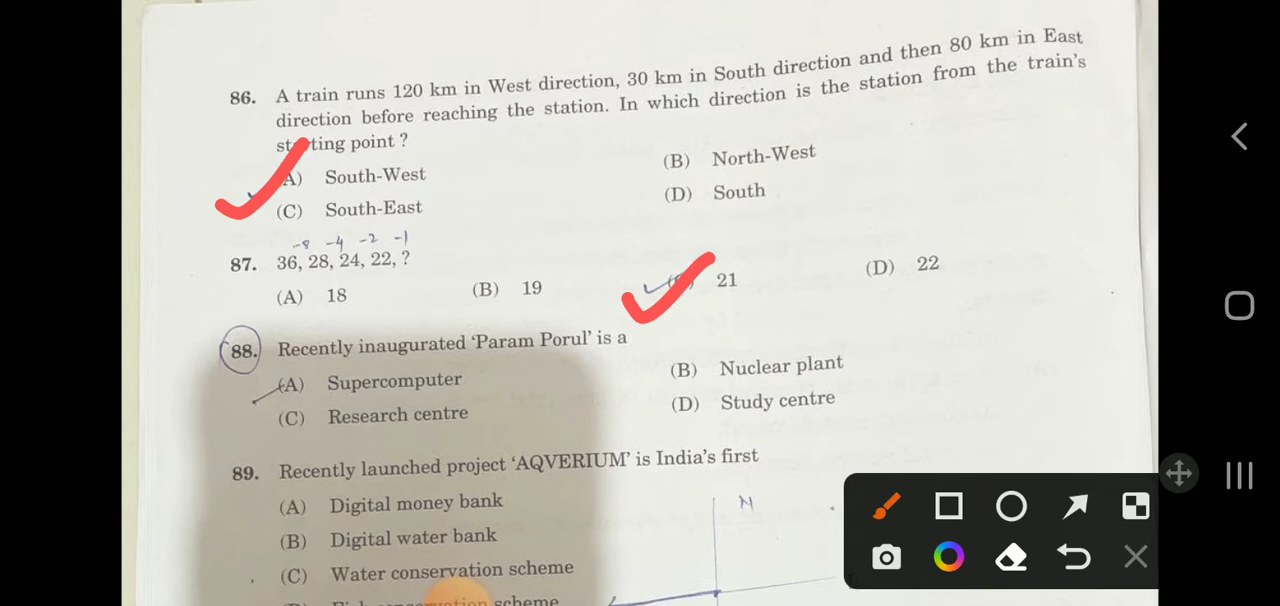 86. A train runs 120 km in West direction, 30 km in South direction and then 80 km in East
direction before reaching the station. In which direction is the station from the train's
starting point ?
(A) South-West
(B) North-West
(C) South-East
(D) South
-8 -4 -2 -1
87. 36, 28, 24, 22, ?
(A) 18
(B) 19
21
(D) 22
88. Recently inaugurated 'Param Porul' is a
(A) Supercomputer
(B) Nuclear plant
(C) Research centre
(D) Study centre
89. Recently launched project 'AQVERIUM' is India's first
(A) Digital money bank
N
(B) Digital water bank
(C) Water conservation scheme
scheme